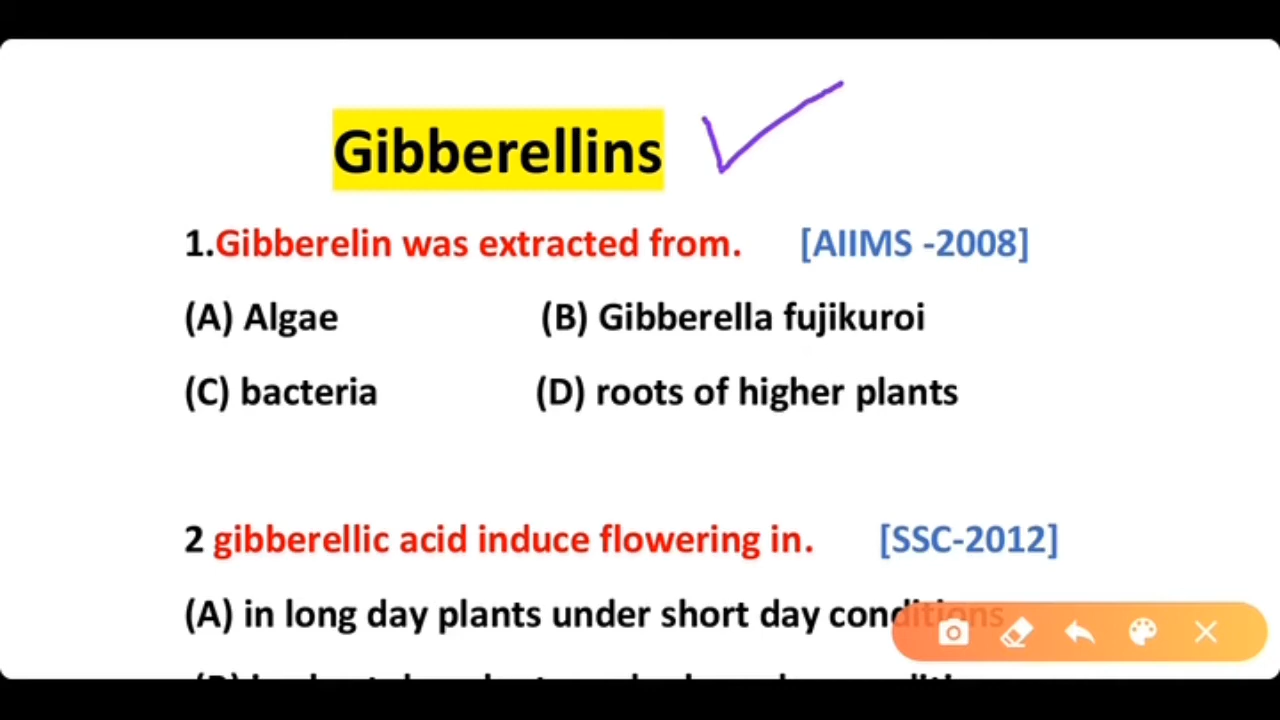 Gibberellins
1.Gibberelin was extracted from. [AIIMS -2008]
(A) Algae (B) Gibberella fujikuroi
(C) bacteria (D) roots of higher plants
2 gibberellic acid induce flowering in. [SSC-2012]
(A) in long day plants under short day conditions